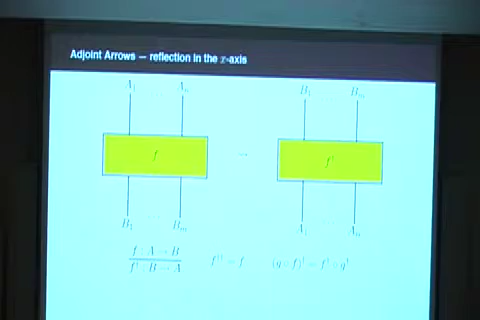 Adjoint Arrows — reflection in the x-axis
A₁ ... Aₙ B₁ ... Bₘ
f → f†
B₁ ... Bₘ A₁ ... Aₙ
f : A → B
f† : B → A f†† = f (g ∘ f)† = f† ∘ g†